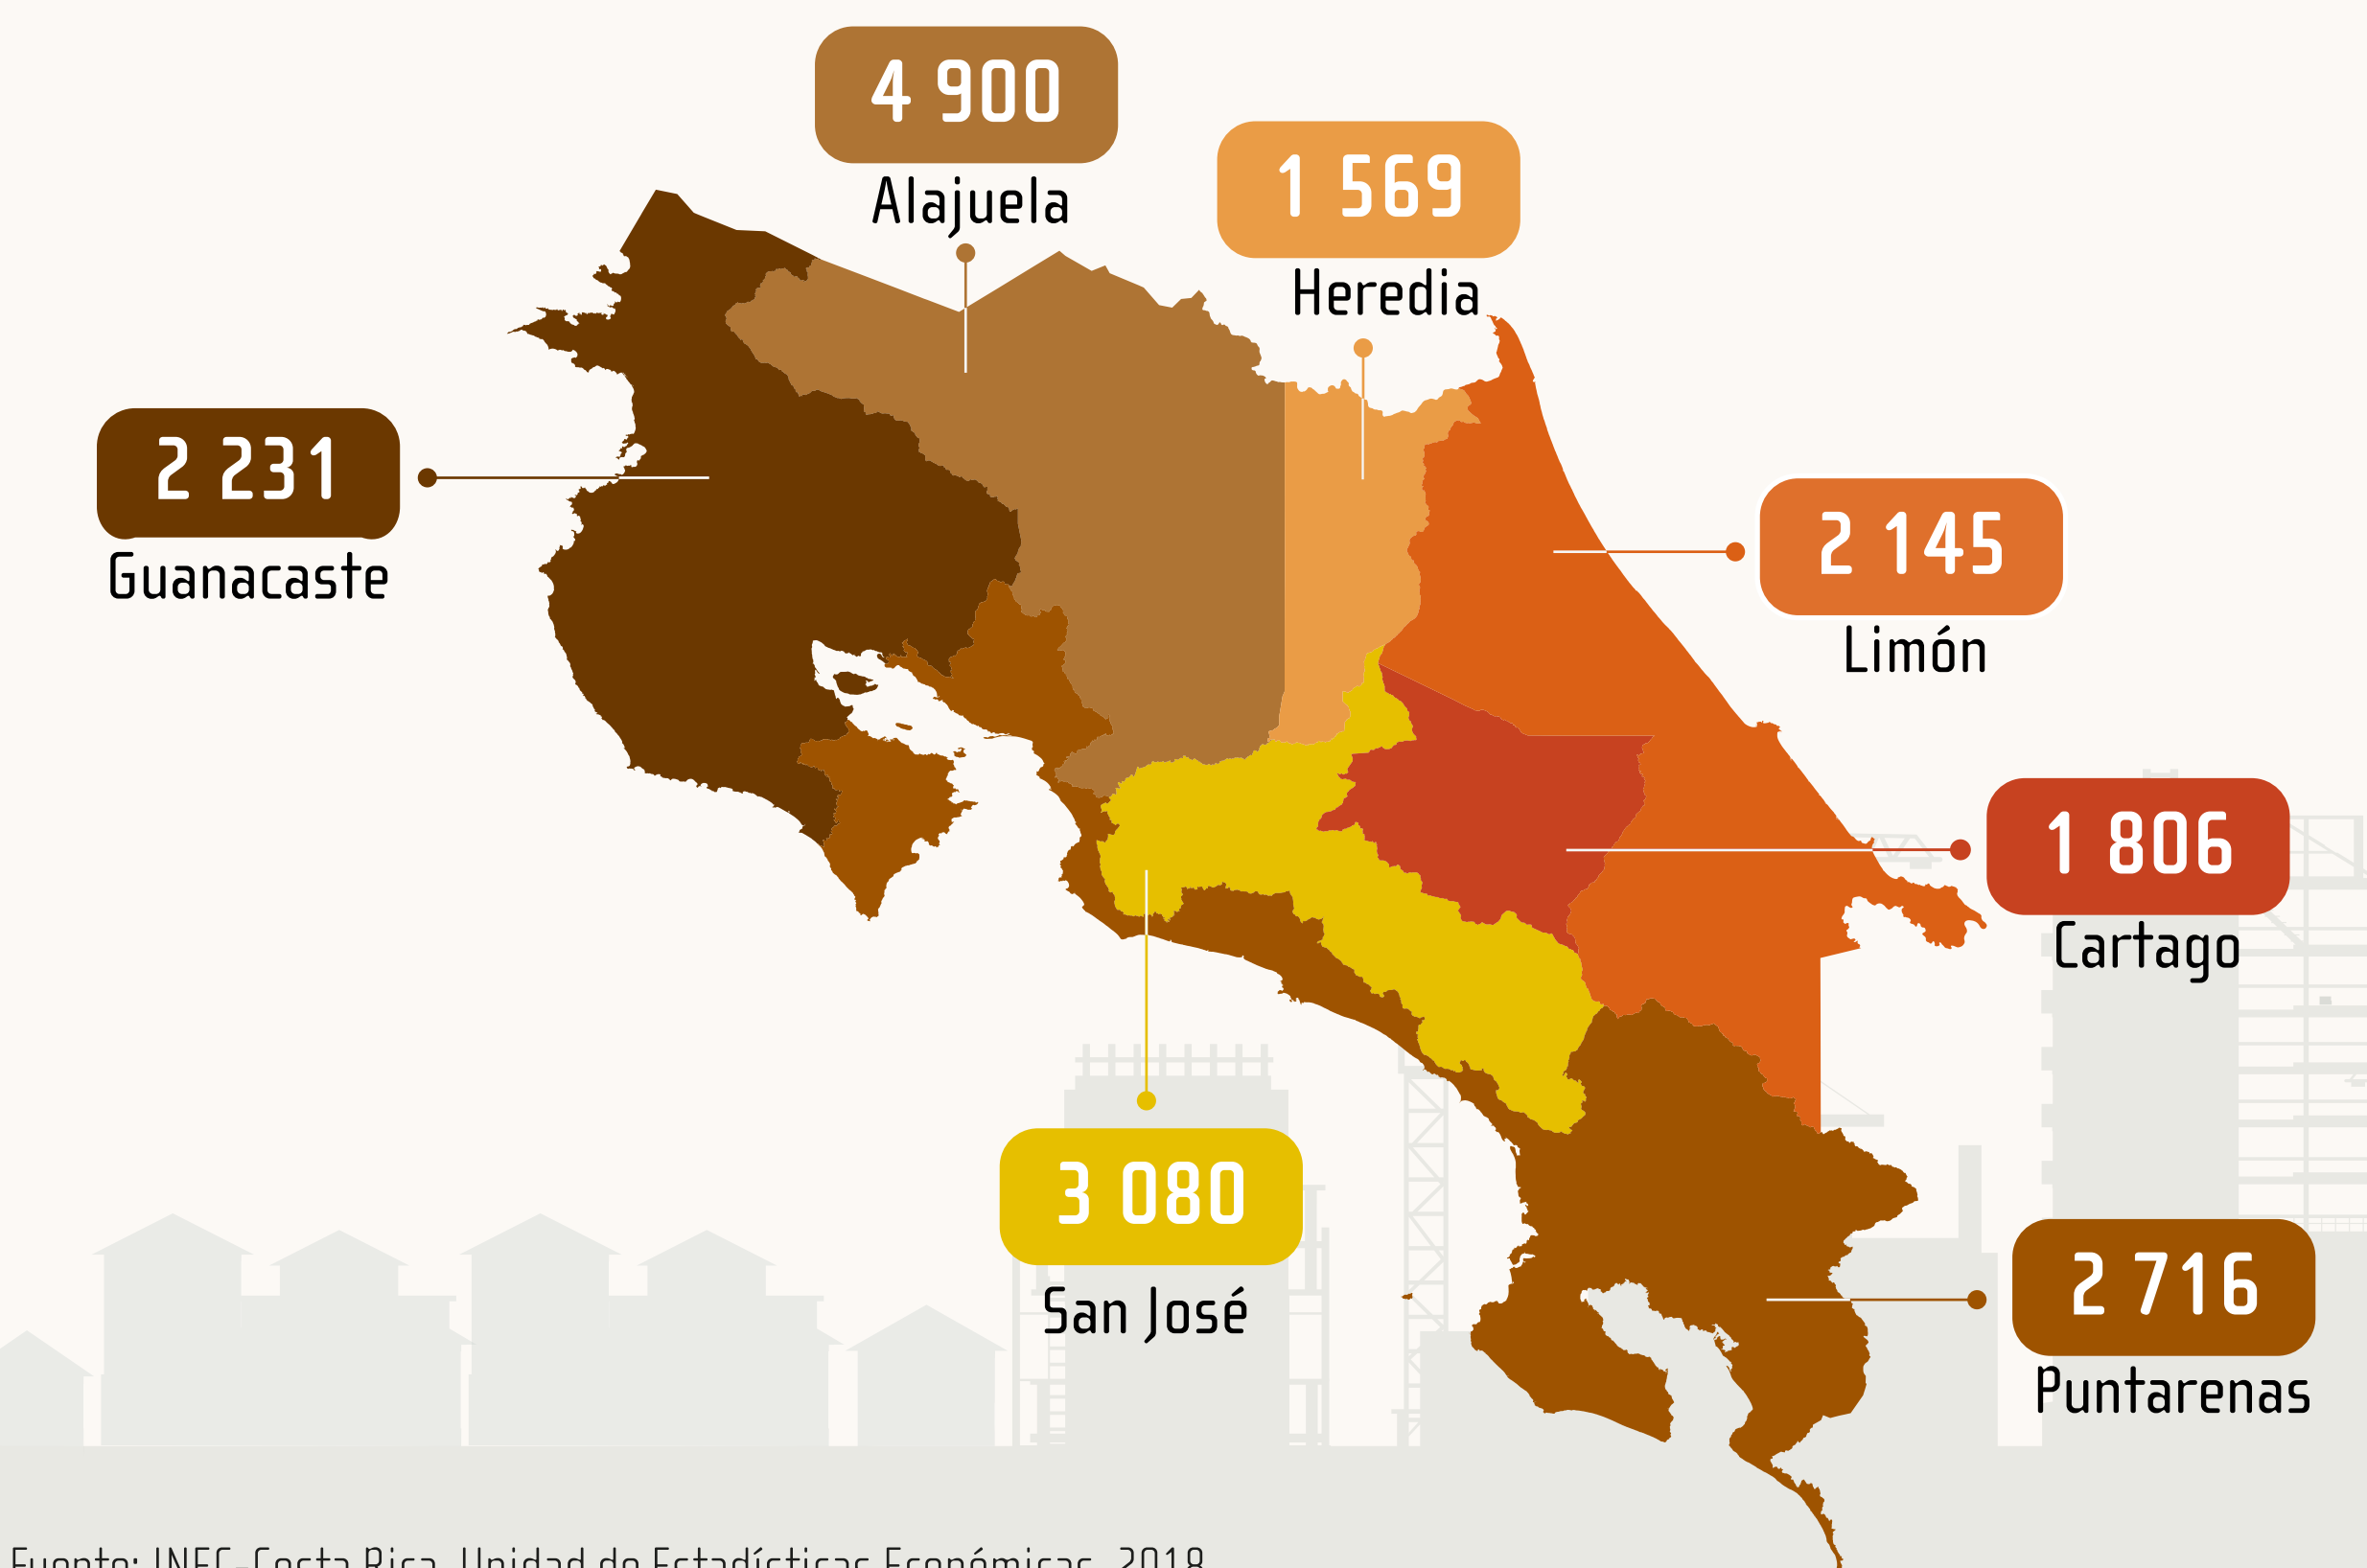 4 900
Alajuela
1 569
Heredia
2 231
Guanacaste
2 145
Limón
1 806
Cartago
3 080
San José
2 716
Puntarenas
Fuente: INEC-Costa Rica. Unidad de Estadísticas Económicas, 2018